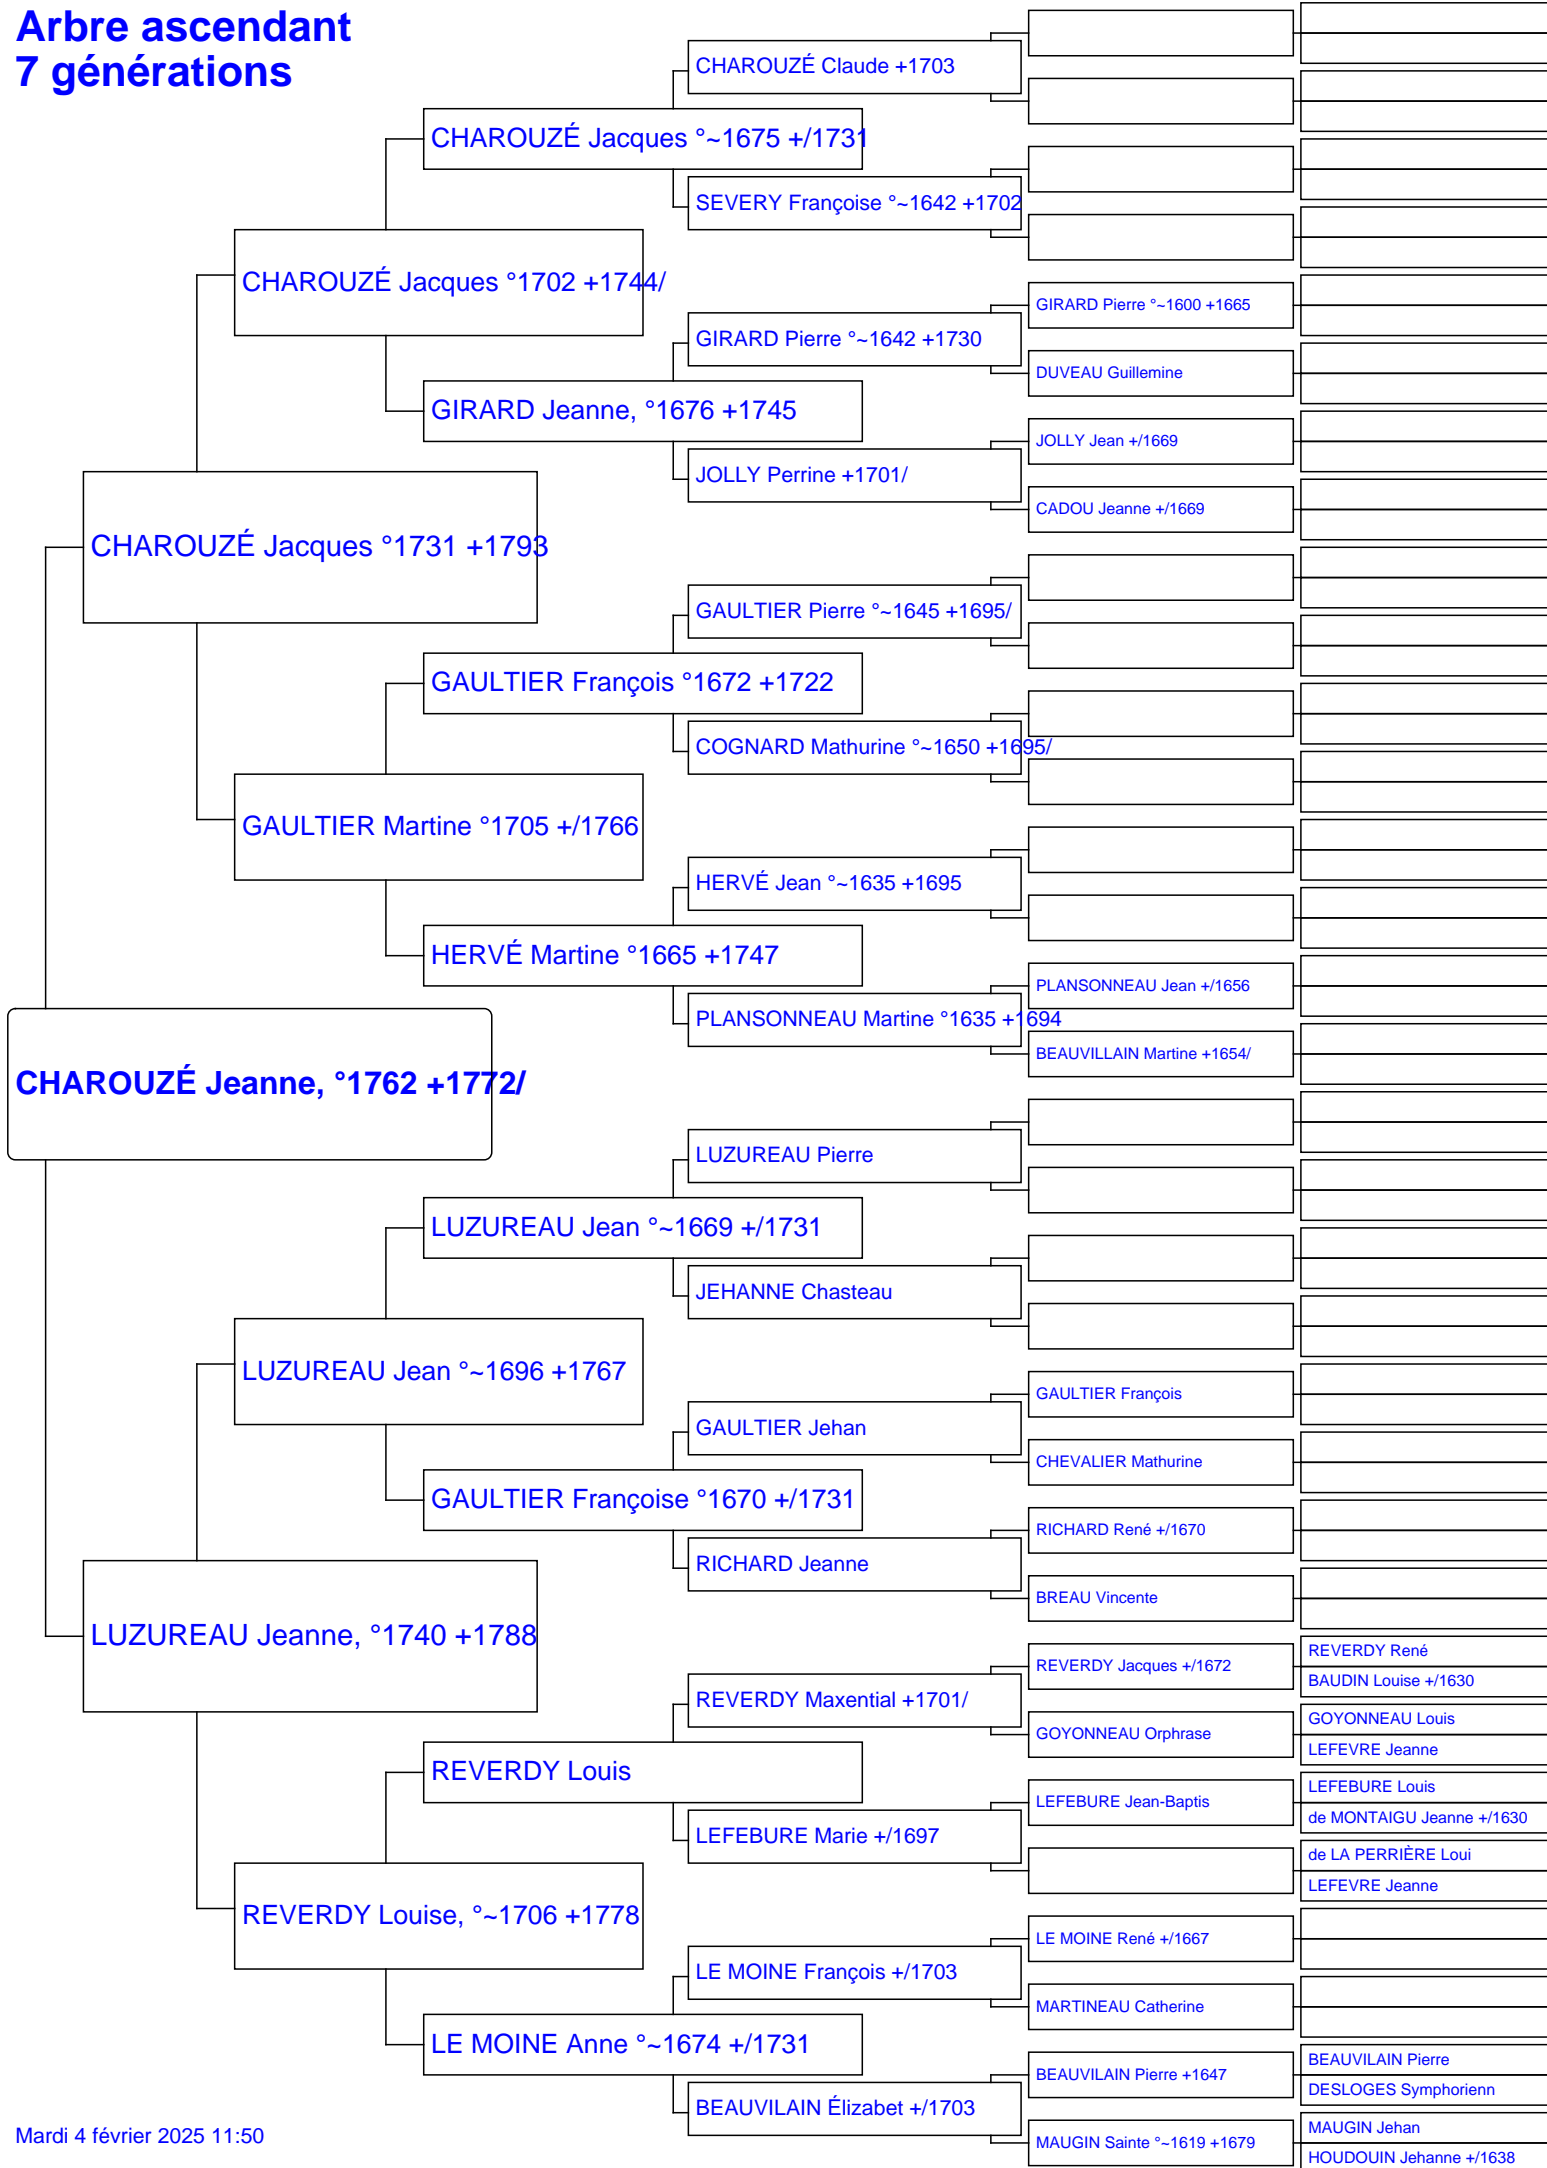 Arbre ascendant
7 générations
CHAROUZÉ Claude +1703
CHAROUZÉ Jacques °~1675 +/1731
SEVERY Françoise °~1642 +1702
CHAROUZÉ Jacques °1702 +1744/
GIRARD Pierre °~1600 +1665
GIRARD Pierre °~1642 +1730
DUVEAU Guillemine
GIRARD Jeanne, °1676 +1745
JOLLY Jean +/1669
JOLLY Perrine +1701/
CADOU Jeanne +/1669
CHAROUZÉ Jacques °1731 +1793
GAULTIER Pierre °~1645 +1695/
GAULTIER François °1672 +1722
COGNARD Mathurine °~1650 +1695/
GAULTIER Martine °1705 +/1766
HERVÉ Jean °~1635 +1695
HERVÉ Martine °1665 +1747
PLANSONNEAU Jean +/1656
PLANSONNEAU Martine °1635 +1694
BEAUVILLAIN Martine +1654/
CHAROUZÉ Jeanne, °1762 +1772/
LUZUREAU Pierre
LUZUREAU Jean °~1669 +/1731
JEHANNE Chasteau
LUZUREAU Jean °~1696 +1767
GAULTIER François
GAULTIER Jehan
CHEVALIER Mathurine
GAULTIER Françoise °1670 +/1731
RICHARD René +/1670
RICHARD Jeanne
BREAU Vincente
LUZUREAU Jeanne, °1740 +1788
REVERDY René
REVERDY Jacques +/1672
BAUDIN Louise +/1630
REVERDY Maxential +1701/
GOYONNEAU Louis
GOYONNEAU Orphrase
LEFEVRE Jeanne
REVERDY Louis
LEFEBURE Louis
LEFEBURE Jean-Baptis
de MONTAIGU Jeanne +/1630
LEFEBURE Marie +/1697
de LA PERRIÈRE Loui
LEFEVRE Jeanne
REVERDY Louise, °~1706 +1778
LE MOINE René +/1667
LE MOINE François +/1703
MARTINEAU Catherine
LE MOINE Anne °~1674 +/1731
BEAUVILAIN Pierre
BEAUVILAIN Pierre +1647
DESLOGES Symphorienn
BEAUVILAIN Élizabet +/1703
MAUGIN Jehan
MAUGIN Sainte °~1619 +1679
HOUDOUIN Jehanne +/1638
Mardi 4 février 2025 11:50